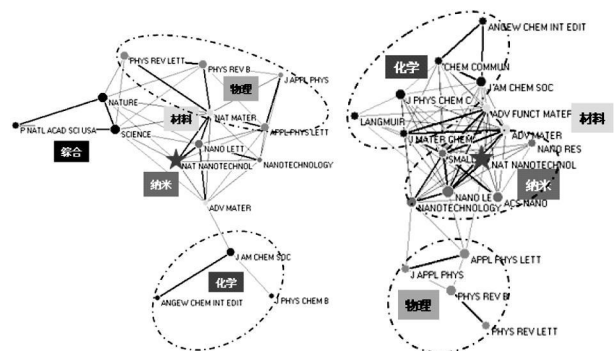 PHYS REV LETT
PHYS REV B
物理
J APPL PHYS
NATURE
材料
NAT MATER
P NATL ACAD SCI USA
SCIENCE
APPL PHYS LETT
綜合
NANO LETT
NAT NANOTECHNOL
NANOTECHNOLOGY
納米
ADV MATER
J AM CHEM SOC
化学
ANGEW CHEM INT EDIT
J PHYS CHEM B
ANGEW CHEM INT EDIT
化学
CHEM COMMUN
J AM CHEM SOC
J PHYS CHEM C
ADV FUNCT MATER
材料
LANGMUIR
J MATER CHEM
ADV MATER
NANO RES
SMALL
NAT NANOTECHNOL
納米
NANO LE
ACS NANO
NANOTECHNOLOGY
APPL PHYS LETT
J APPL PHYS
物理
PHYS REV B
PHYS REV LETT